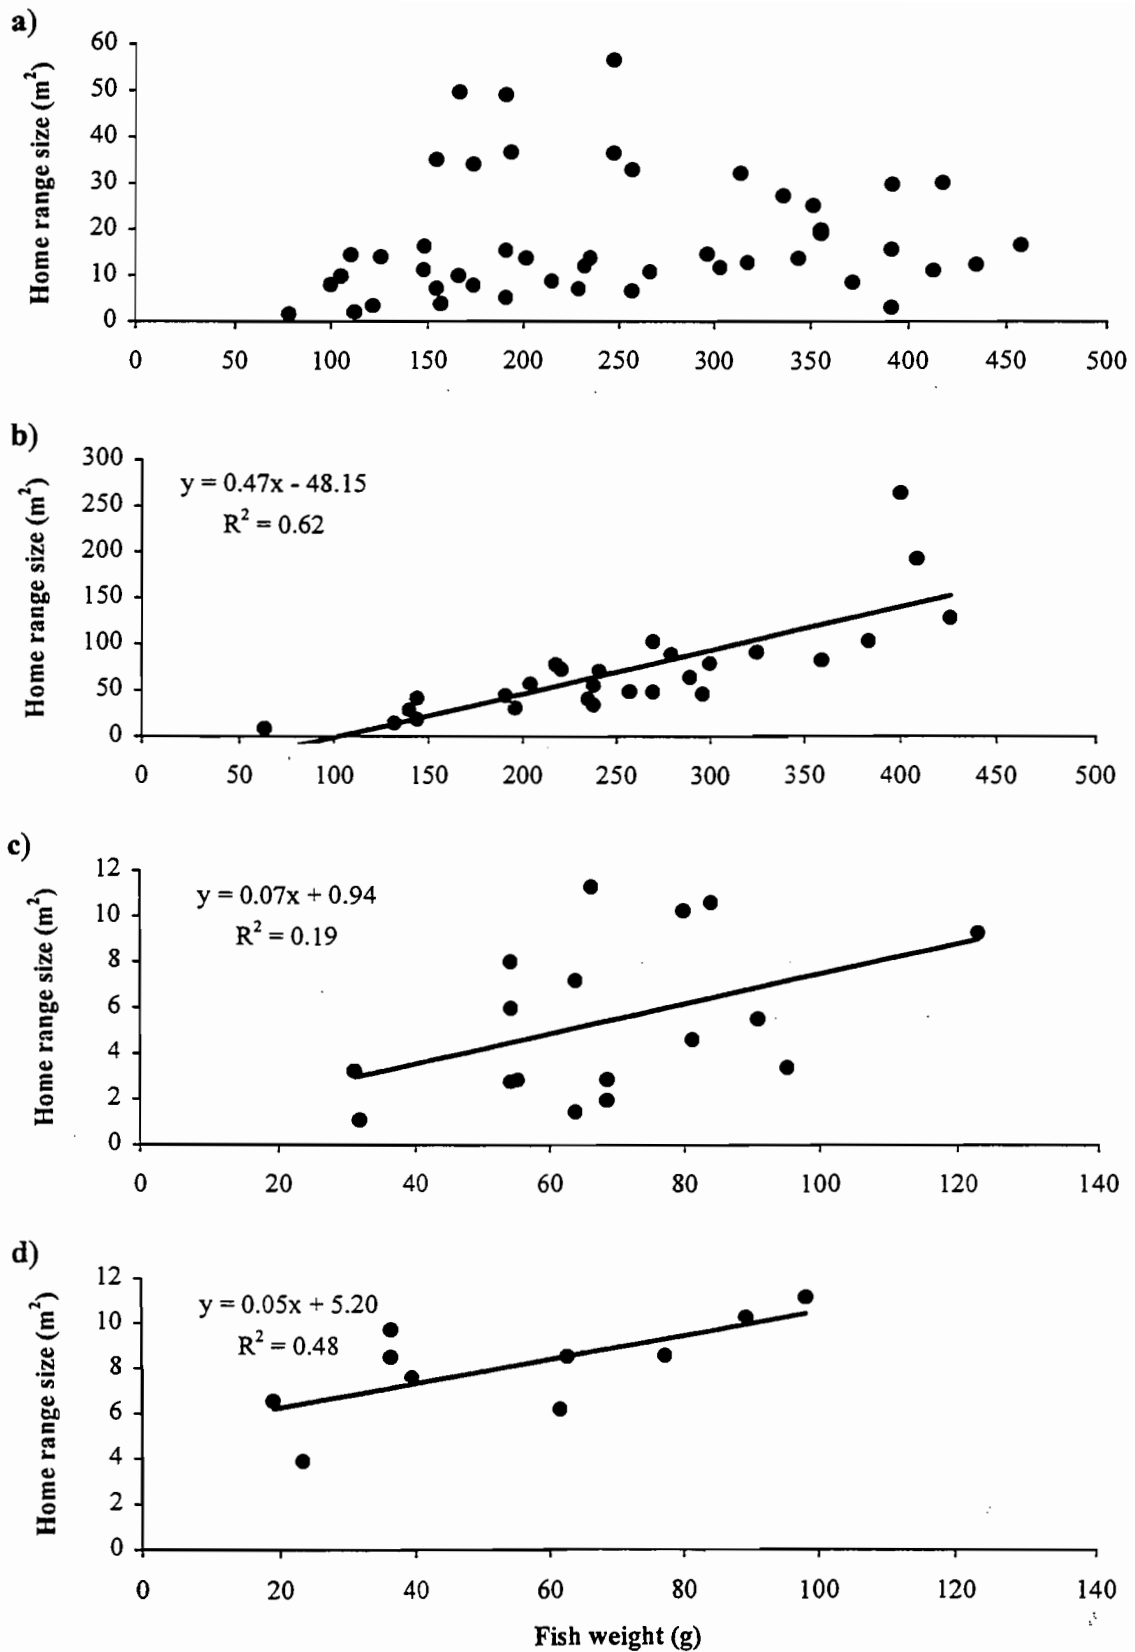 a)
Home range size (m²)
60
50
40
30
20
10
0
0 50 100 150 200 250 300 350 400 450 500
b)
Home range size (m²)
300
250
200
150
100
50
0
y = 0.47x - 48.15
R² = 0.62
0 50 100 150 200 250 300 350 400 450 500
c)
Home range size (m²)
12
10
8
6
4
2
0
y = 0.07x + 0.94
R² = 0.19
0 20 40 60 80 100 120 140
d)
Home range size (m²)
12
10
8
6
4
2
0
y = 0.05x + 5.20
R² = 0.48
0 20 40 60 80 100 120 140
Fish weight (g)